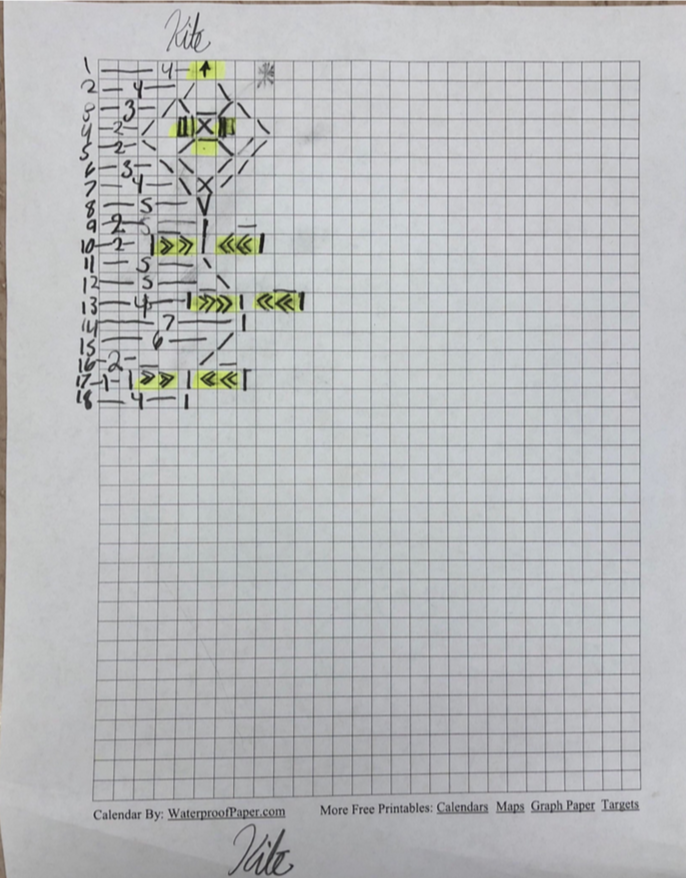 Kite
1 — 4 — ↑
2 — 4 — / \
3 — 3 — / \ / \
4 — 2 — / || X || \
5 — 2 — \ \ / /
6 — 3 — \ \ / /
7 — 4 — \ X /
8 — 5 — V
9 2 5 — | —
10 — 2 — | >> >> | << << |
11 — 5 — \
12 — 5 — \
13 — 4 — | >> >> | << << |
14 — 7 — |
15 — 6 — /
16 — 2 — — / —
17 — 1 — | >> >> | << << |
18 — 4 — |
Calendar By: WaterproofPaper.com More Free Printables: Calendars Maps Graph Paper Targets
Kite